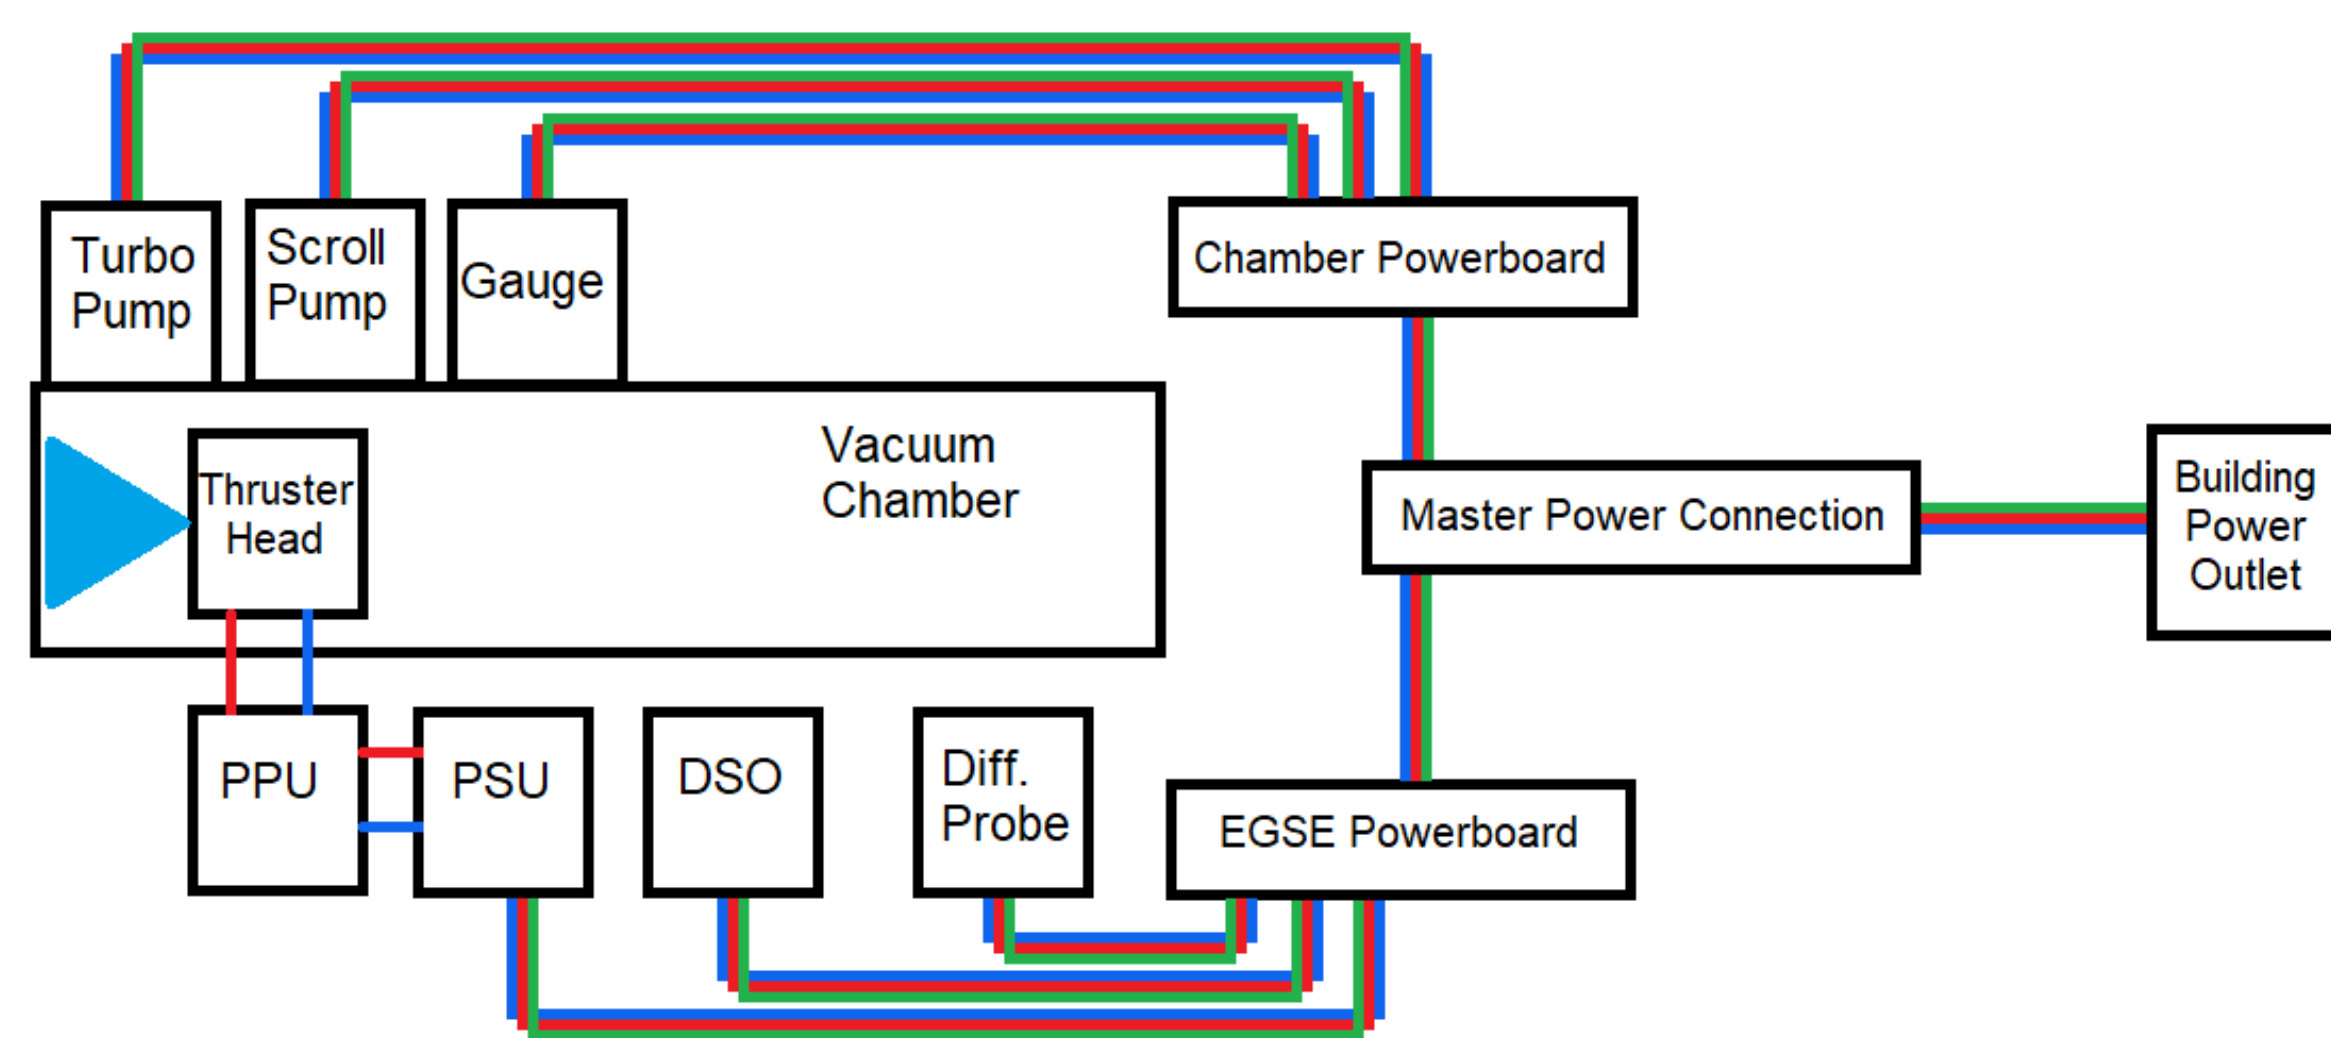 Turbo
Pump
Scroll
Pump
Gauge
Chamber Powerboard
Vacuum
Chamber
Thruster
Head
Master Power Connection
Building
Power
Outlet
PPU
PSU
DSO
Diff.
Probe
EGSE Powerboard